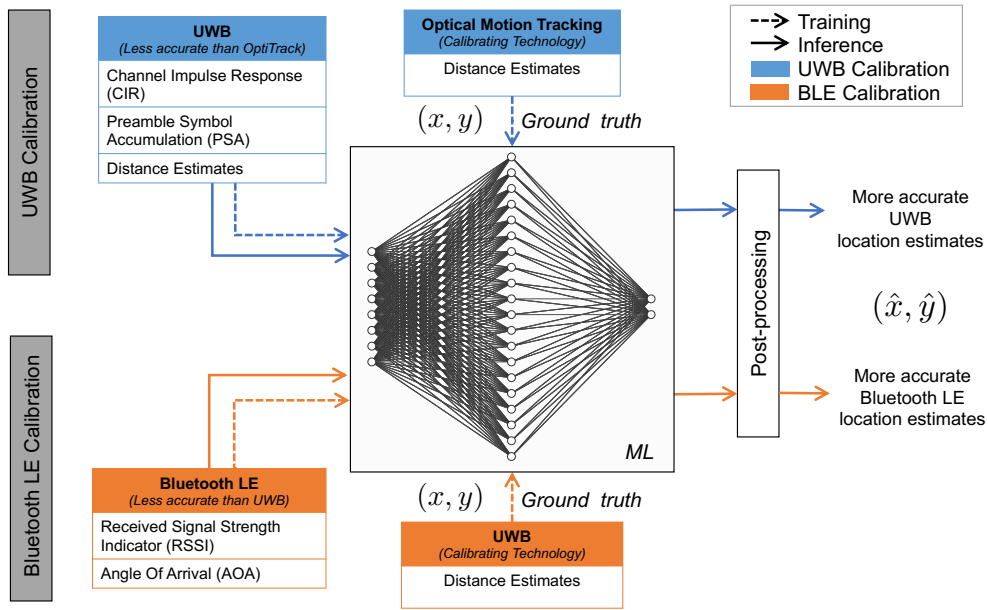 UWB Calibration
UWB
(Less accurate than OptiTrack)
Channel Impulse Response
(CIR)
Preamble Symbol
Accumulation (PSA)
Distance Estimates
Optical Motion Tracking
(Calibrating Technology)
Distance Estimates
(x, y)
Ground truth
Training
Inference
UWB Calibration
BLE Calibration
ML
Post-processing
More accurate
UWB
location estimates
(x̂, ŷ)
More accurate
Bluetooth LE
location estimates
Bluetooth LE Calibration
Bluetooth LE
(Less accurate than UWB)
Received Signal Strength
Indicator (RSSI)
Angle Of Arrival (AOA)
(x, y)
Ground truth
UWB
(Calibrating Technology)
Distance Estimates